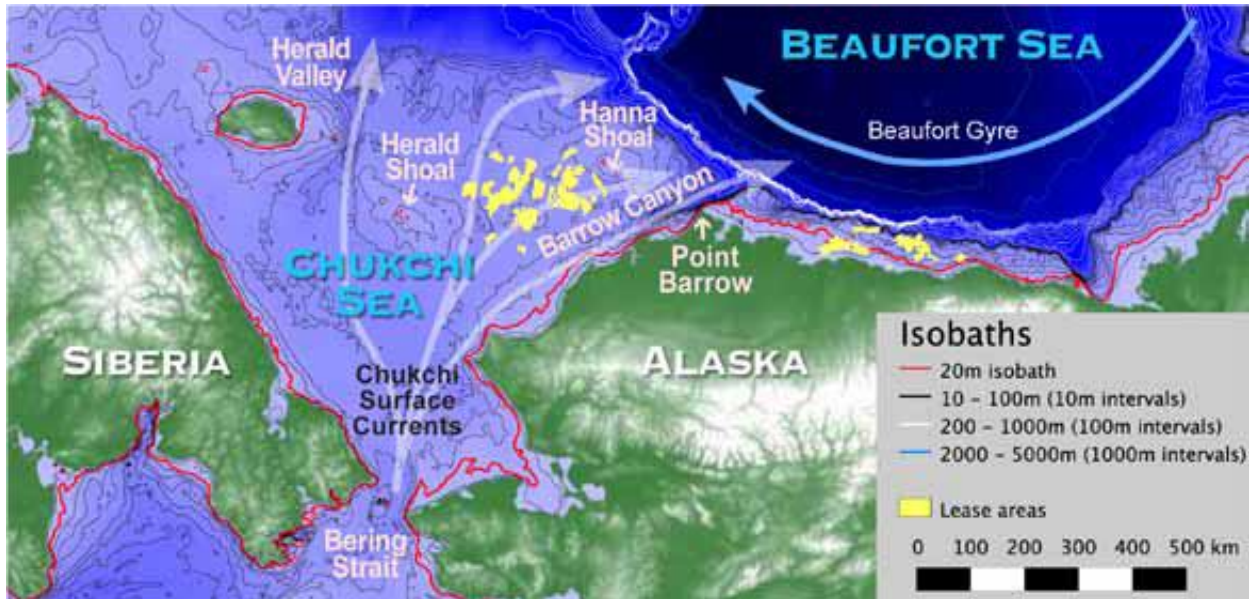 BEAUFORT SEA
Herald
Valley
Hanna
Shoal
Beaufort Gyre
Herald
Shoal
Barrow Canyon
CHUKCHI
SEA
Point
Barrow
SIBERIA
ALASKA
Chukchi
Surface
Currents
Bering
Strait
Isobaths
20m isobath
10 - 100m (10m intervals)
200 - 1000m (100m intervals)
2000 - 5000m (1000m intervals)
Lease areas
0 100 200 300 400 500 km